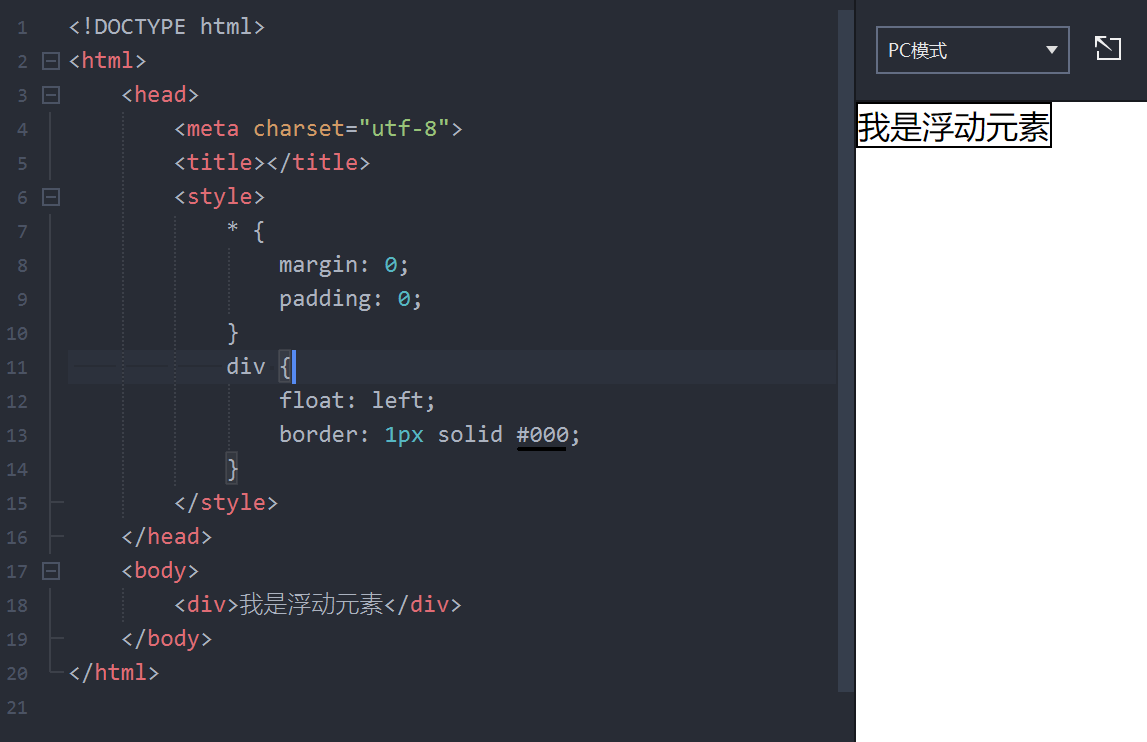 1 <!DOCTYPE html>
2 <html>
3 <head>
4 <meta charset="utf-8">
5 <title></title>
6 <style>
7 * {
8 margin: 0;
9 padding: 0;
10 }
11 div {
12 float: left;
13 border: 1px solid #000;
14 }
15 </style>
16 </head>
17 <body>
18 <div>我是浮动元素</div>
19 </body>
20 </html>
21
PC模式
我是浮动元素